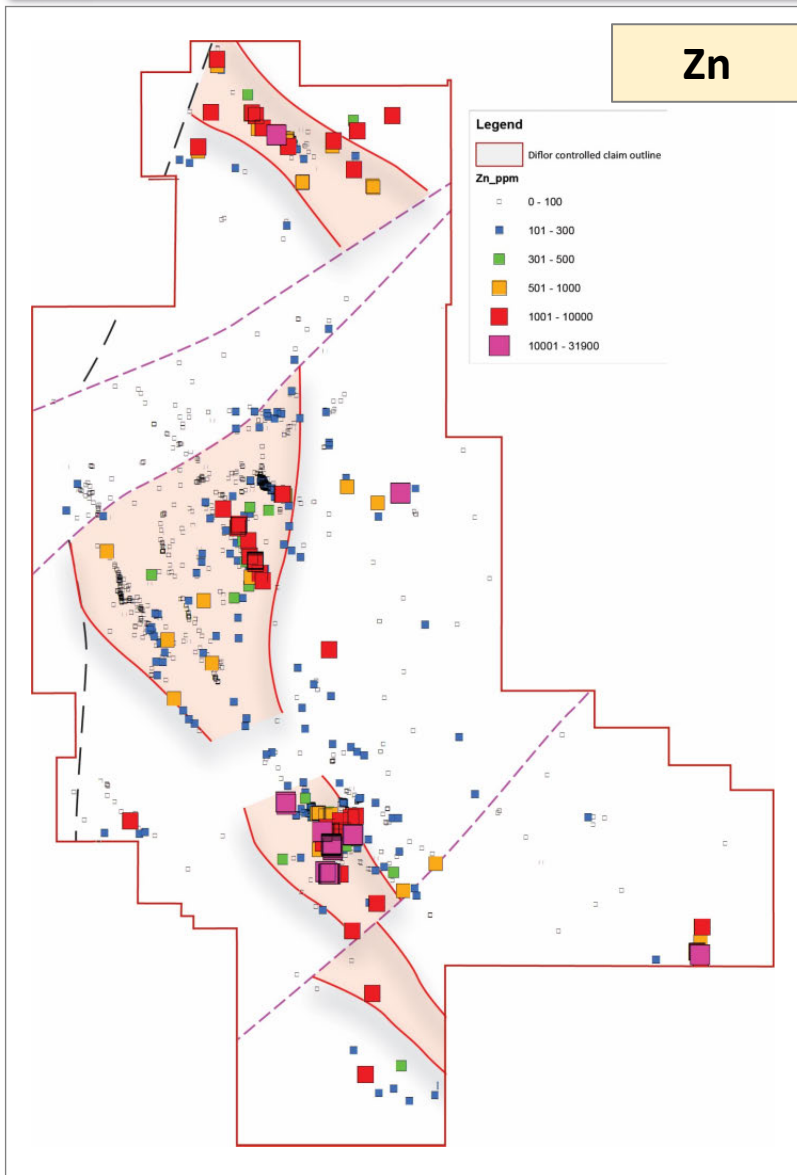 Zn
Legend
Diflor controlled claim outline
Zn_ppm
0 - 100
101 - 300
301 - 500
501 - 1000
1001 - 10000
10001 - 31900